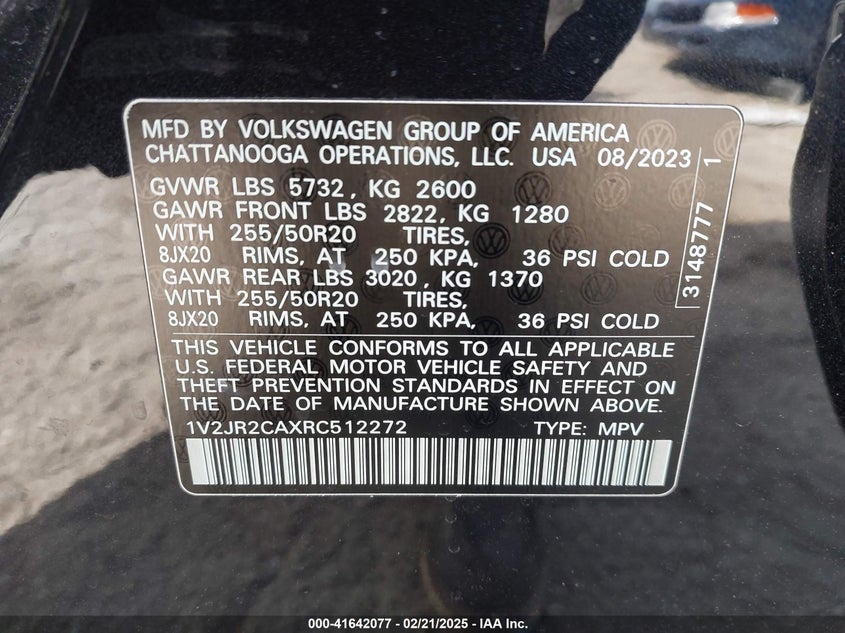 MFD BY VOLKSWAGEN GROUP OF AMERICA
CHATTANOOGA OPERATIONS, LLC. USA 08/2023
GVWR LBS 5732, KG 2600
GAWR FRONT LBS 2822, KG 1280
WITH 255/50R20 TIRES,
8JX20 RIMS, AT 250 KPA, 36 PSI COLD
GAWR REAR LBS 3020, KG 1370
WITH 255/50R20 TIRES,
8JX20 RIMS, AT 250 KPA, 36 PSI COLD
3148777 1
THIS VEHICLE CONFORMS TO ALL APPLICABLE
U.S. FEDERAL MOTOR VEHICLE SAFETY AND
THEFT PREVENTION STANDARDS IN EFFECT ON
THE DATE OF MANUFACTURE SHOWN ABOVE.
1V2JR2CAXRC512272 TYPE: MPV
000-41642077 - 02/21/2025 - IAA Inc.